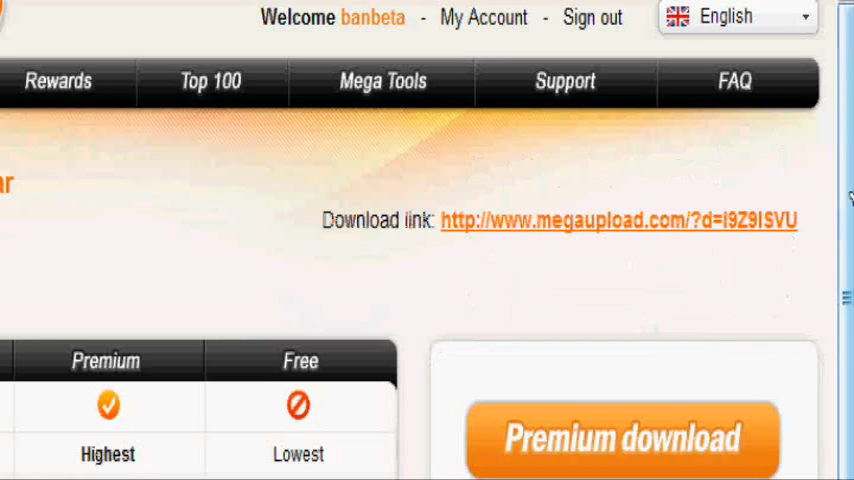 Welcome banbeta - My Account - Sign out English
Rewards Top 100 Mega Tools Support FAQ
ar
Download link: http://www.megaupload.com/?d=I9Z9ISVU
Premium Free
Highest Lowest
Premium download